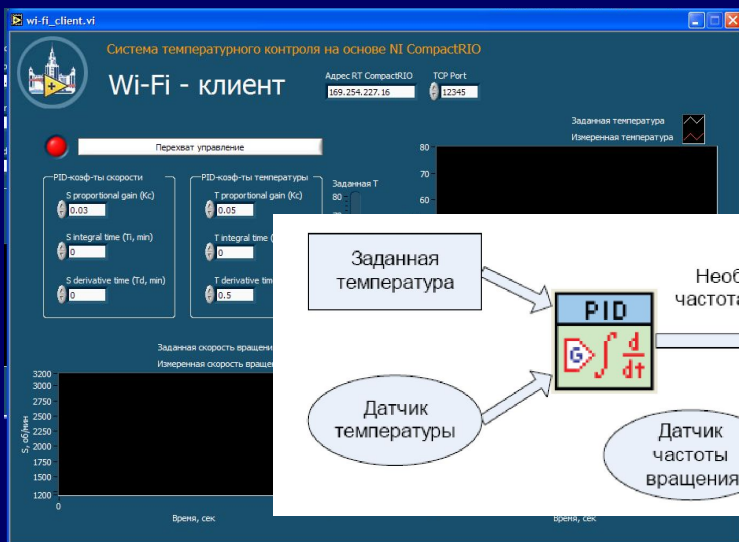 wi-fi_client.vi
Система температурного контроля на основе NI CompactRIO
Wi-Fi - клиент
Адрес RT CompactRIO
TCP Port
169.254.227.16
12345
Заданная температура
Измеренная температура
Перехват управление
PID-коэф-ты скорости
PID-коэф-ты температуры
S proportional gain (Kc)
0.03
S integral time (Ti, min)
0
S derivative time (Td, min)
0
T proportional gain (Kc)
0.05
T integral time (
0
T derivative tim
0.5
Заданная T
80
80
70
60
Заданная
температура
Датчик
температуры
PID
G
d
dt
Необ
частота
Датчик
частоты
вращения
Заданная скорость вращени
Измеренная скорость враще
S, об/мин
3200
3000
2750
2500
2250
2000
1750
1500
1200
0
Время, сек
Время, сек